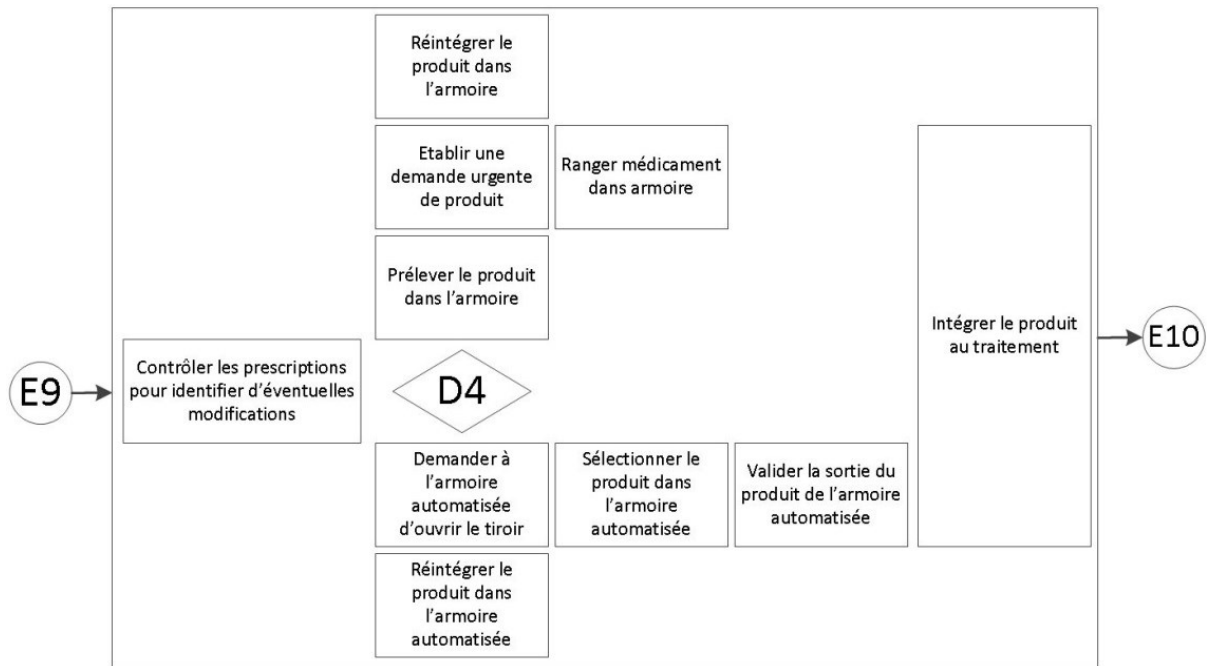 Réintégrer le
produit dans
l'armoire
Etablir une
demande urgente
de produit
Ranger médicament
dans armoire
Prélever le produit
dans l'armoire
Intégrer le produit
au traitement
E9
Contrôler les prescriptions
pour identifier d'éventuelles
modifications
D4
E10
Demander à
l'armoire
automatisée
d'ouvrir le tiroir
Sélectionner le
produit dans
l'armoire
automatisée
Valider la sortie du
produit de l'armoire
automatisée
Réintégrer le
produit dans
l'armoire
automatisée